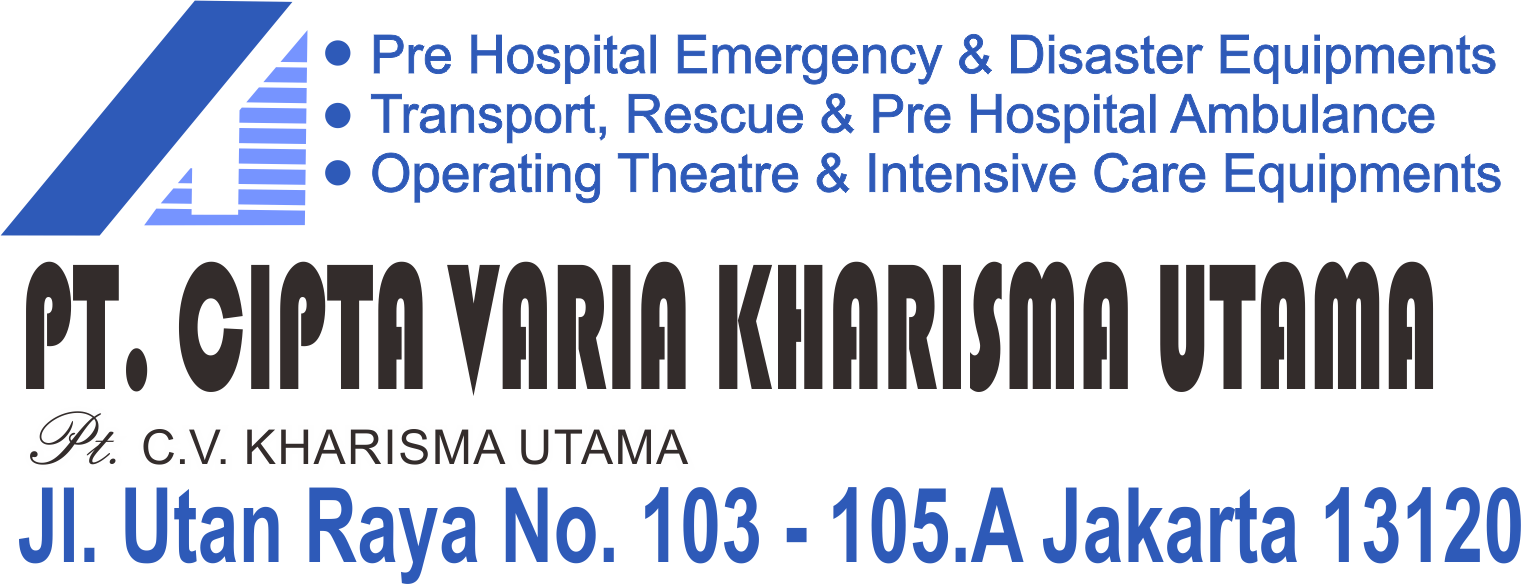 • Pre Hospital Emergency & Disaster Equipments
• Transport, Rescue & Pre Hospital Ambulance
• Operating Theatre & Intensive Care Equipments
PT. CIPTA VARIA KHARISMA UTAMA
Pt. C.V. KHARISMA UTAMA
Jl. Utan Raya No. 103 - 105.A Jakarta 13120